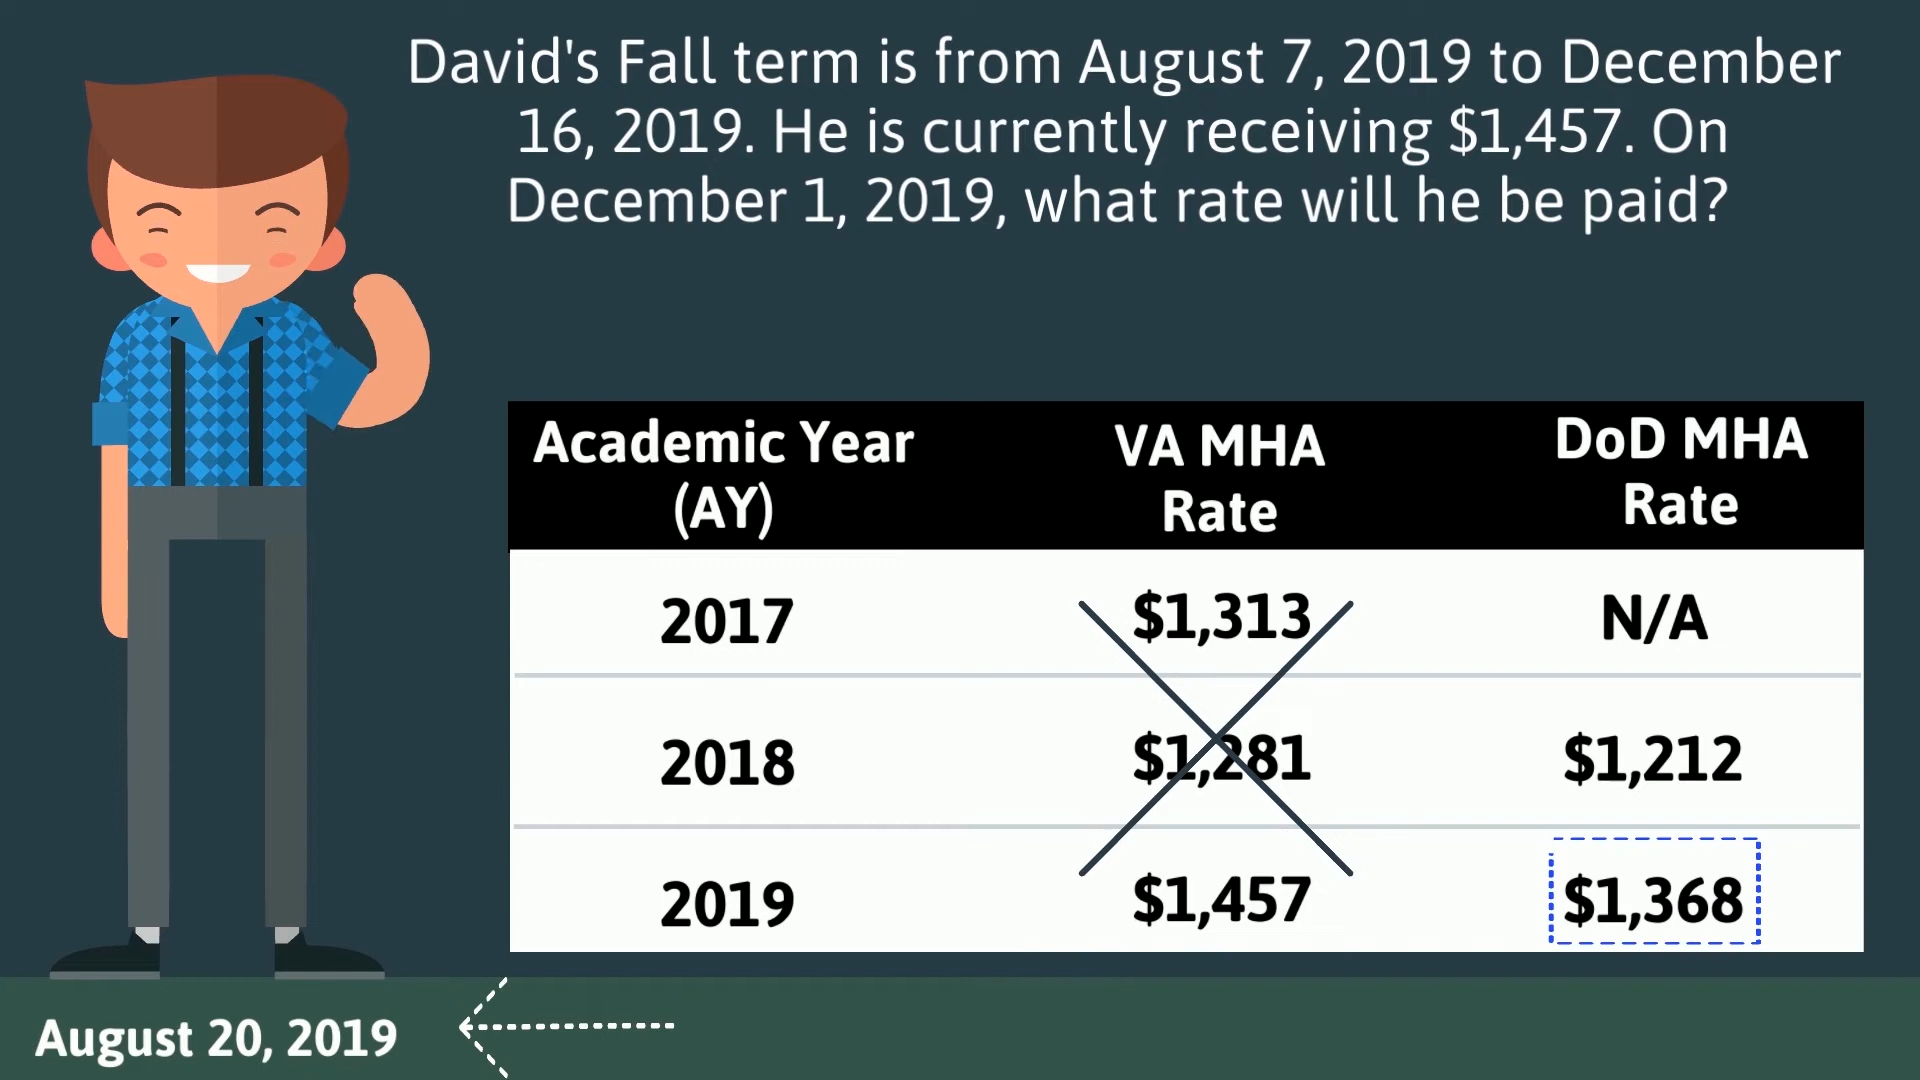 David's Fall term is from August 7, 2019 to December
16, 2019. He is currently receiving $1,457. On
December 1, 2019, what rate will he be paid?
Academic Year
(AY)
VA MHA
Rate
DoD MHA
Rate
2017 $1,313 N/A
2018 $1,281 $1,212
2019 $1,457 $1,368
August 20, 2019